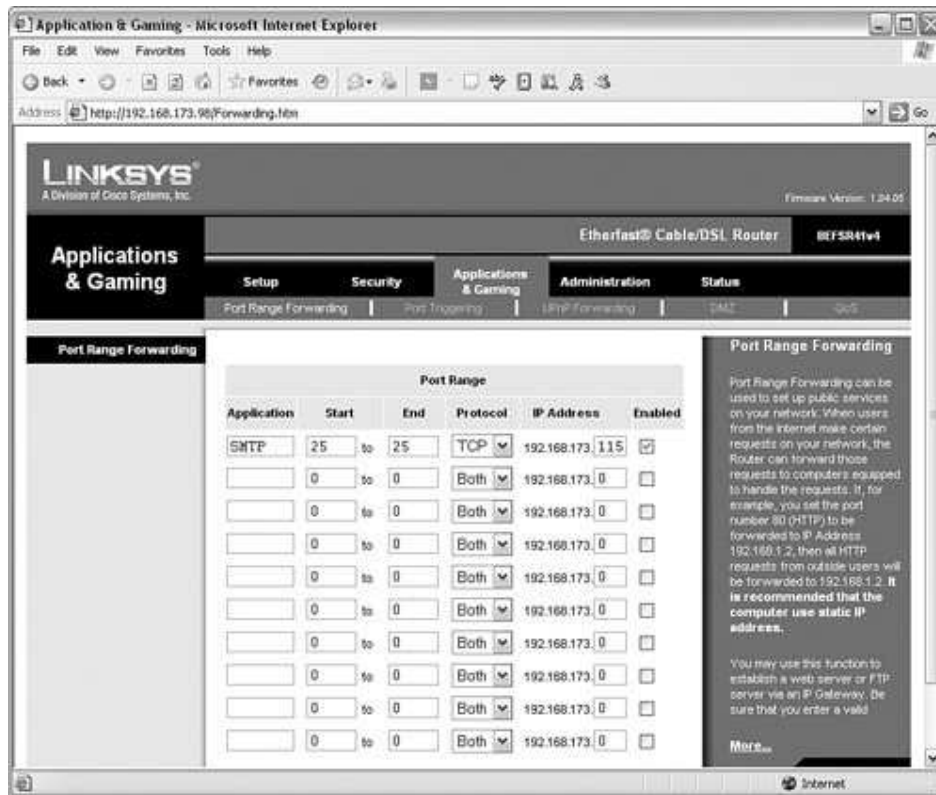 Application & Gaming - Microsoft Internet Explorer
File Edit View Favorites Tools Help
Back Favorites
Address http://192.168.173.98/Forwarding.htm Go
LINKSYS®
A Division of Cisco Systems, Inc.
Firmware Version: 1.04.05
Etherfast® Cable/DSL Router BEFSR41v4
Applications & Gaming
Setup Security Applications & Gaming Administration Status
Port Range Forwarding Port Triggering UPnP Forwarding DMZ QoS
Port Range Forwarding
Port Range
Application Start End Protocol IP Address Enabled
SMTP 25 to 25 TCP 192.168.173. 115
0 to 0 Both 192.168.173. 0
0 to 0 Both 192.168.173. 0
0 to 0 Both 192.168.173. 0
0 to 0 Both 192.168.173. 0
0 to 0 Both 192.168.173. 0
0 to 0 Both 192.168.173. 0
0 to 0 Both 192.168.173. 0
0 to 0 Both 192.168.173. 0
0 to 0 Both 192.168.173. 0
Port Range Forwarding
Port Range Forwarding can be
used to set up public services
on your network. When users
from the Internet make certain
requests on your network, the
Router can forward those
requests to computers equipped
to handle the requests. If, for
example, you set the port
number 80 (HTTP) to be
forwarded to IP Address
192.168.1.2, then all HTTP
requests from outside users will
be forwarded to 192.168.1.2. It
is recommended that the
computer use static IP
address.
You may use this function to
establish a web server or FTP
server via an IP Gateway. Be
sure that you enter a valid
More...
Internet